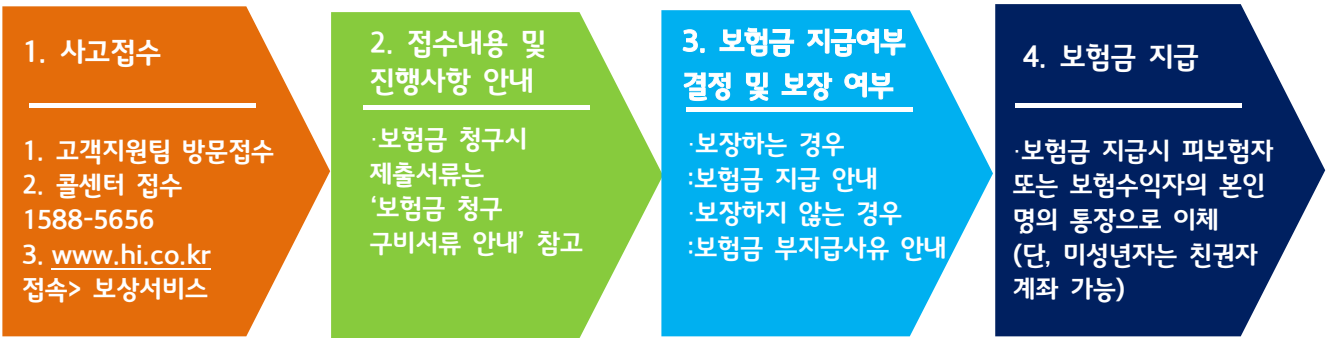 1. 사고접수
1. 고객지원팀 방문접수
2. 콜센터 접수
1588-5656
3. www.hi.co.kr
접속> 보상서비스
2. 접수내용 및
진행사항 안내
·보험금 청구시
제출서류는
‘보험금 청구
구비서류 안내’ 참고
3. 보험금 지급여부
결정 및 보장 여부
·보장하는 경우
:보험금 지급 안내
·보장하지 않는 경우
:보험금 부지급사유 안내
4. 보험금 지급
·보험금 지급시 피보험자
또는 보험수익자의 본인
명의 통장으로 이체
(단, 미성년자는 친권자
계좌 가능)